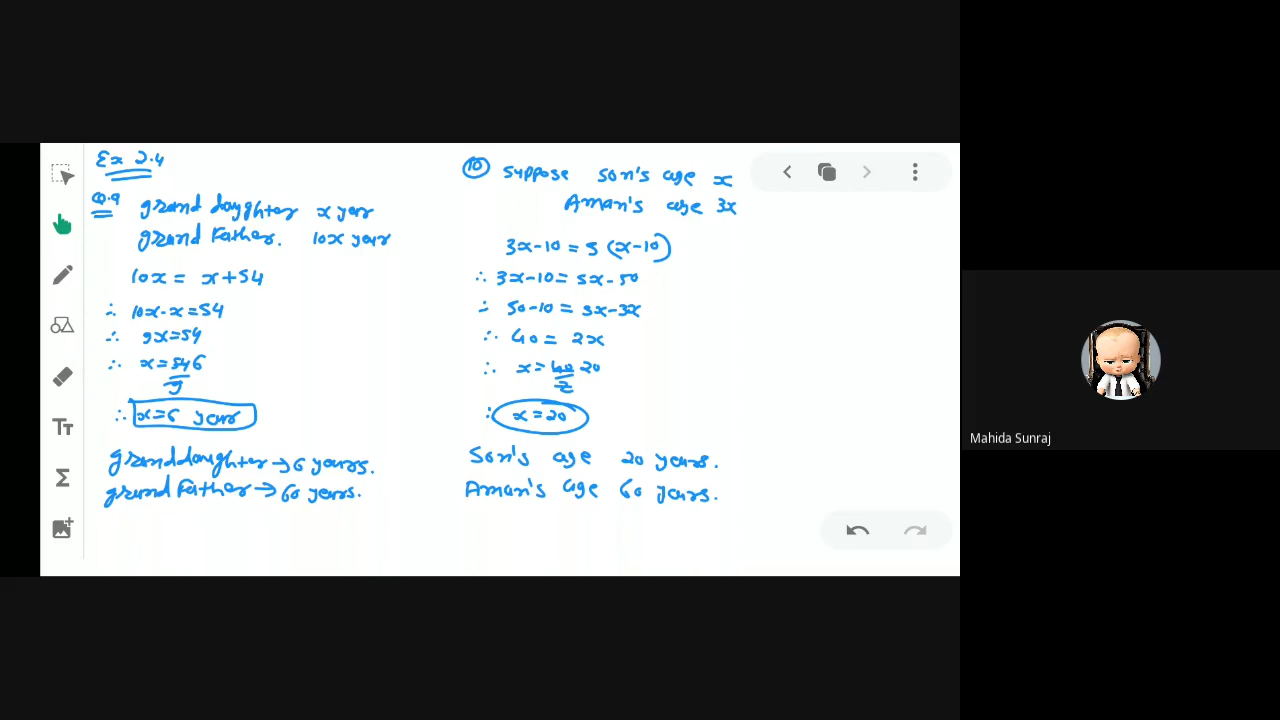 Ex 2.4
Q.9 grand daughter x year
grand Father. 10x year
10x = x+54
∴ 10x-x=54
∴ 9x=54
∴ x=54 6
9
∴ x=6 years
granddaughter → 6 years.
grand Father → 60 years.
10 suppose son's age x
Aman's age 3x
3x-10 = 5 (x-10)
∴ 3x-10 = 5x-50
∴ 50-10 = 5x-3x
∴ 40 = 2x
∴ x=40 20
2
∴ x=20
Son's age 20 years.
Aman's age 60 years.
Tт
Σ
Mahida Sunraj